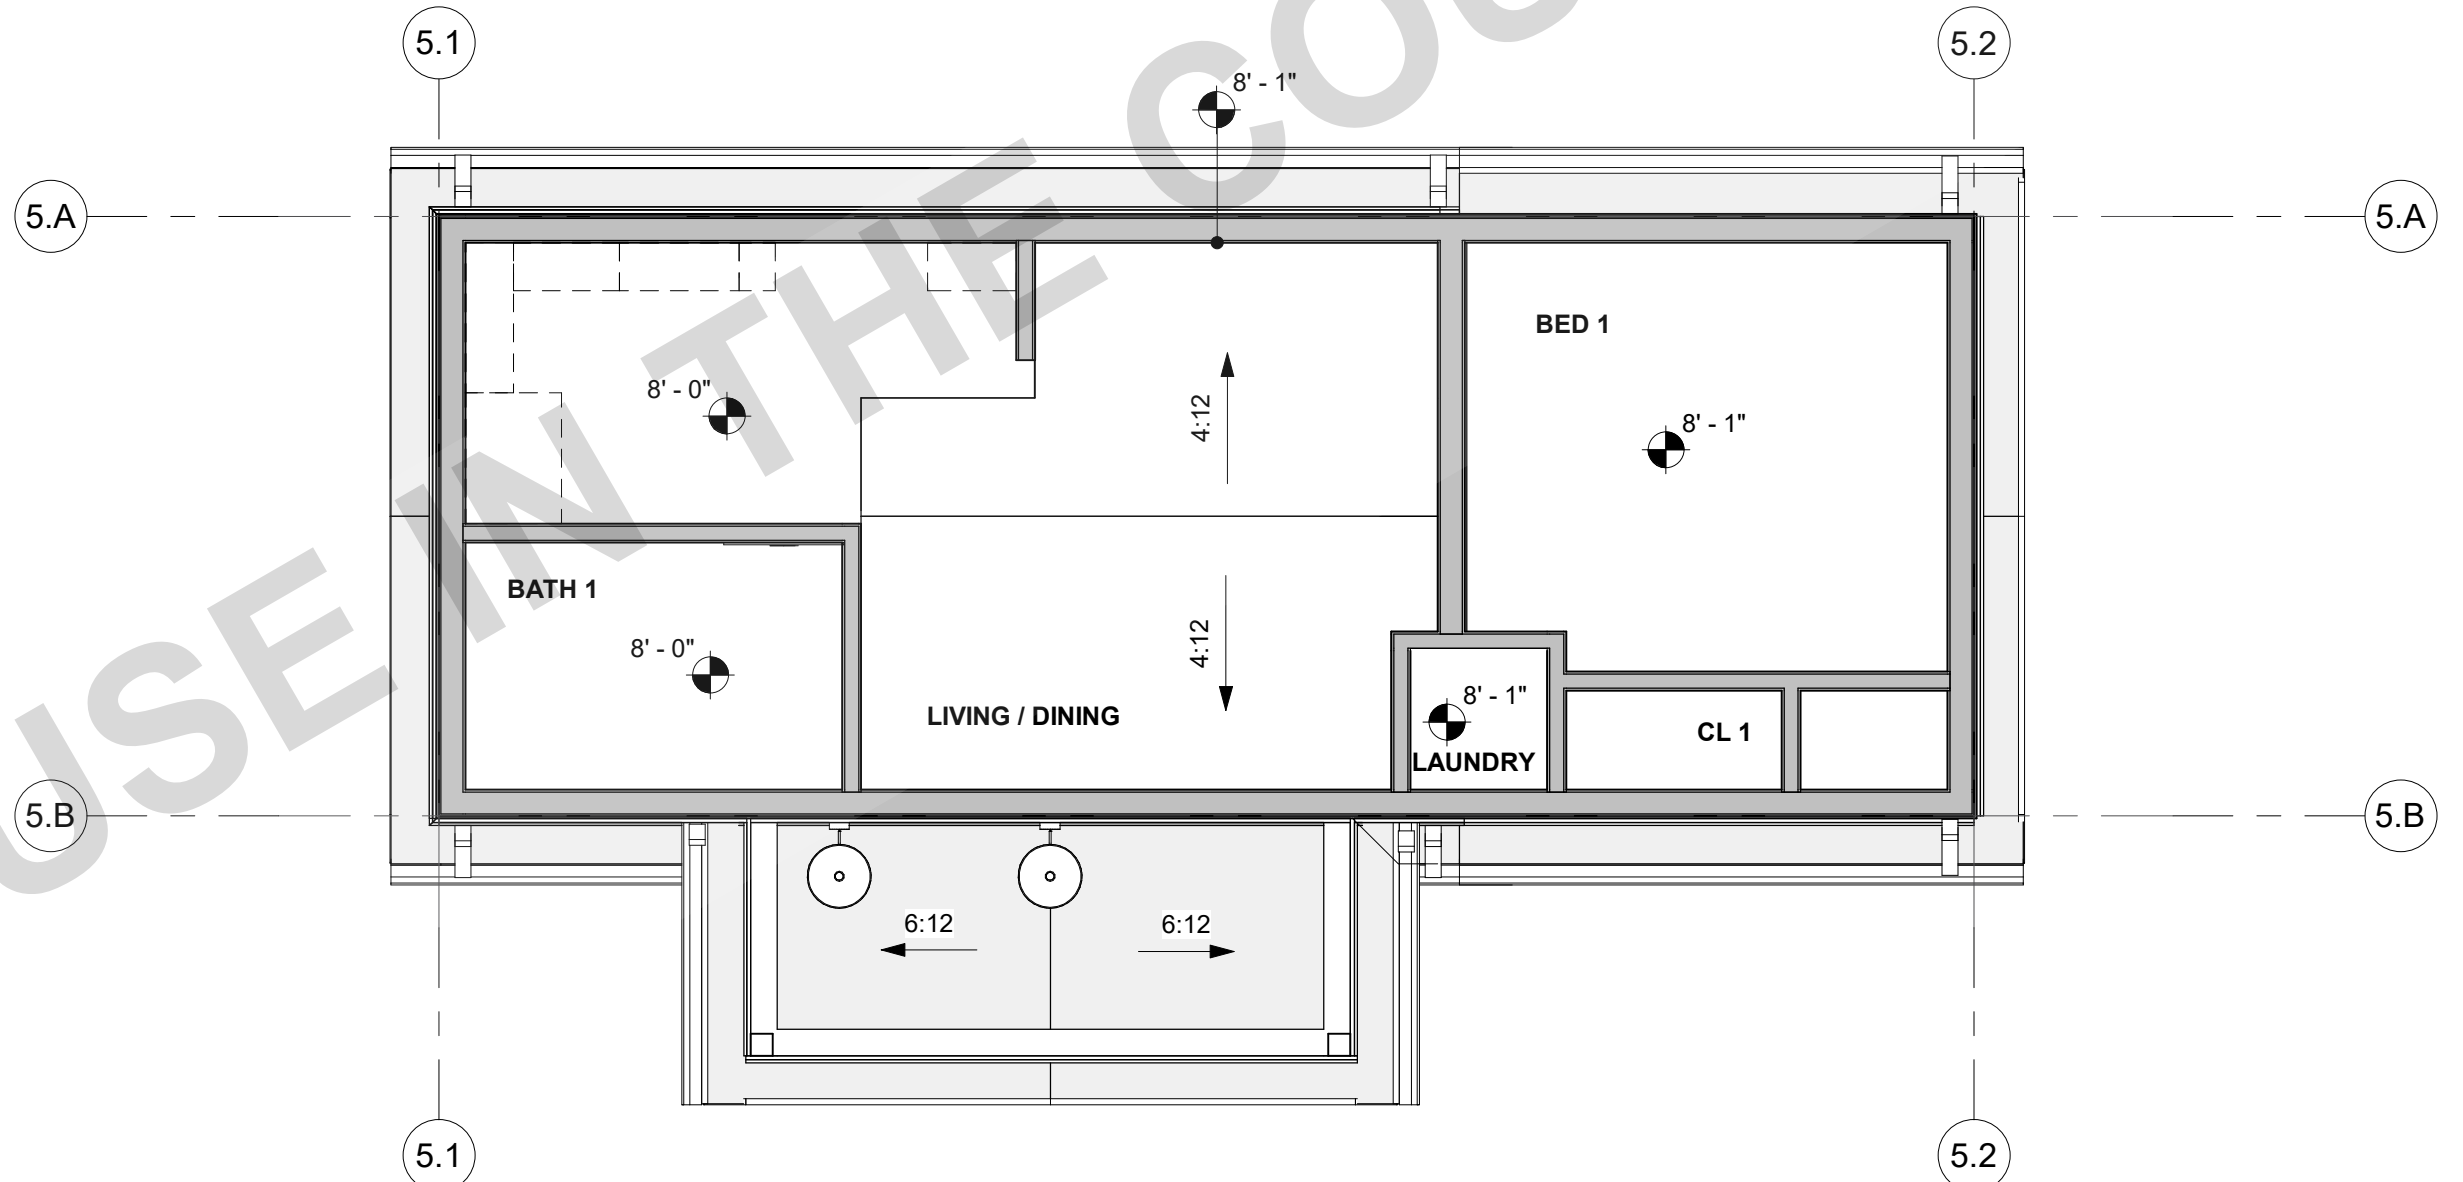 5.1
5.2
8' - 1"
5.A
5.A
BED 1
8' - 0"
4:12
8' - 1"
BATH 1
8' - 0"
4:12
8' - 1"
LIVING / DINING
CL 1
LAUNDRY
5.B
5.B
6:12
6:12
5.1
5.2
USE IN THE